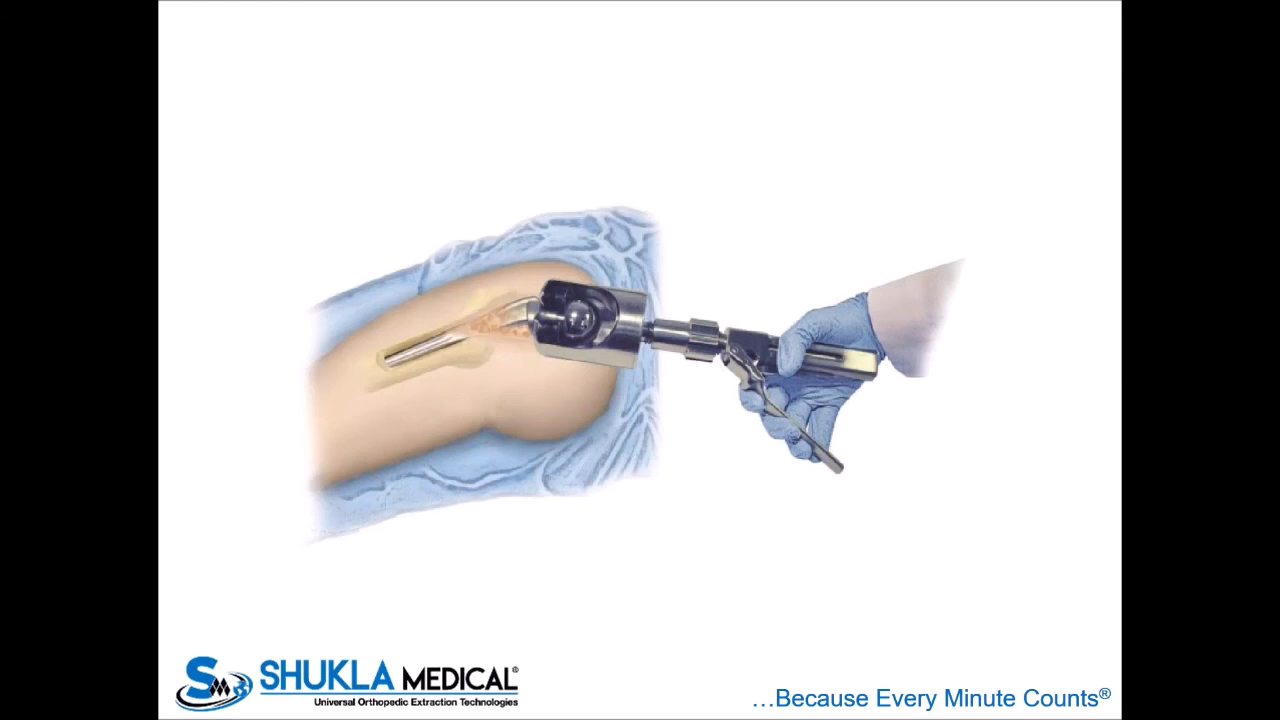 SHUKLA MEDICAL®
Universal Orthopedic Extraction Technologies
…Because Every Minute Counts®